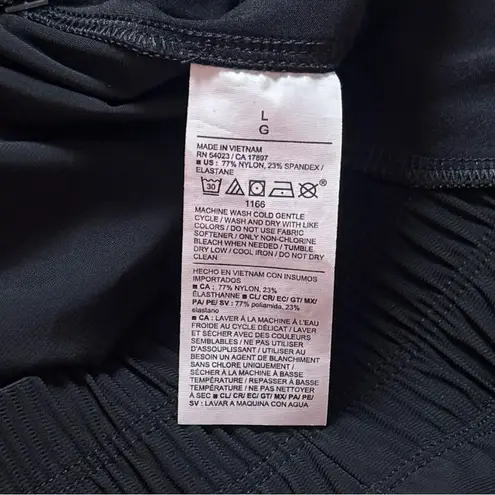 L
G
MADE IN VIETNAM
RN 54023 / CA 17897
■ US : 77% NYLON, 23% SPANDEX /
ELASTANE
30
1166
MACHINE WASH COLD GENTLE
CYCLE / WASH AND DRY WITH LIKE
COLORS / DO NOT USE FABRIC
SOFTENER / ONLY NON-CHLORINE
BLEACH WHEN NEEDED / TUMBLE
DRY LOW / COOL IRON / DO NOT DRY
CLEAN
HECHO EN VIETNAM CON INSUMOS
IMPORTADOS
■ CA : 77% NYLON, 23%
ÉLASTHANNE ■ CL/ CR/ EC/ GT/ MX/
PA/ PE/ SV : 77% poliamida, 23%
elastano
■ CA : LAVER À LA MACHINE À L'EAU
FROIDE AU CYCLE DÉLICAT / LAVER
ET SÉCHER AVEC DES COULEURS
SEMBLABLES / NE PAS UTILISER
D'ASSOUPLISSANT / UTILISER AU
BESOIN UN AGENT DE BLANCHIMENT
SANS CHLORE UNIQUEMENT /
SÉCHER À LA MACHINE À BASSE
TEMPÉRATURE / REPASSER À BASSE
TEMPÉRATURE / NE PAS NETTOYER
À SEC ■ CL/ CR/ EC/ GT/ MX/ PA/ PE/
SV : LAVAR A MAQUINA CON AGUA